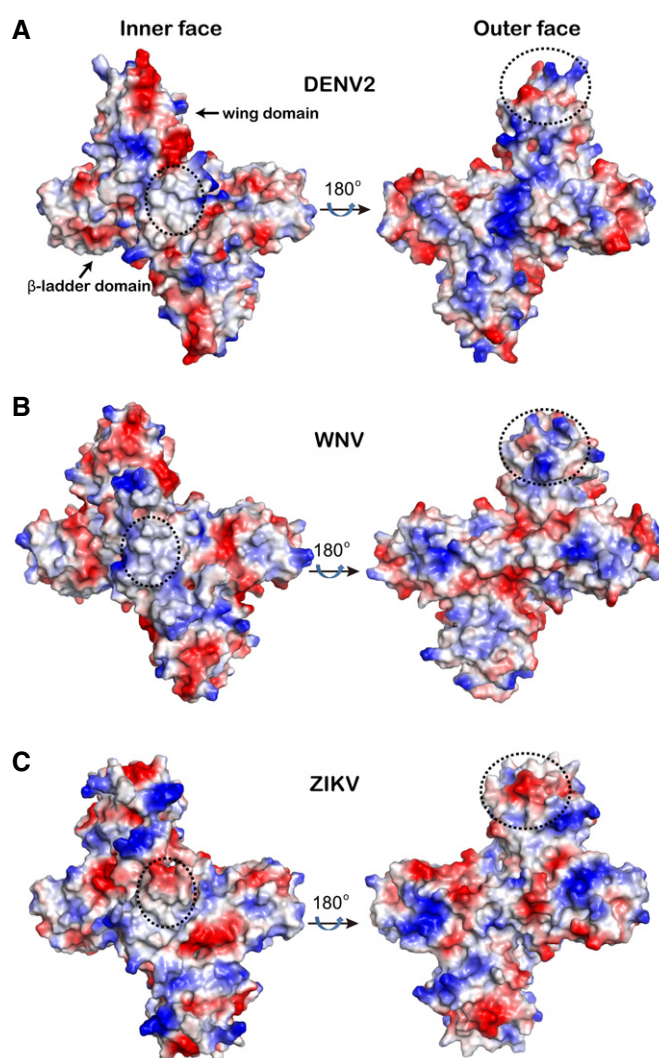 Inner face
Outer face
A
DENV2
wing domain
180°
β-ladder domain
B
WNV
180°
C
ZIKV
180°